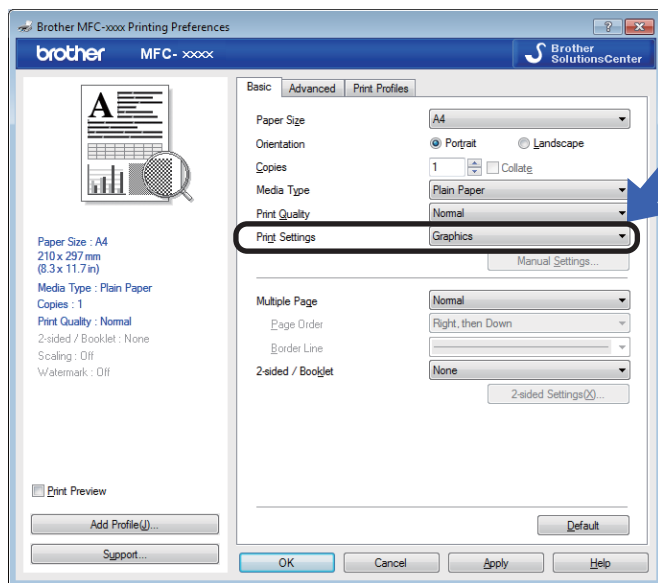 Brother MFC-xxxx Printing Preferences
brother MFC- xxxx
Brother
SolutionsCenter
Basic Advanced Print Profiles
A
Paper Size : A4
210 x 297 mm
(8.3 x 11.7 in)
Media Type : Plain Paper
Copies : 1
Print Quality : Normal
2-sided / Booklet : None
Scaling : Off
Watermark : Off
Print Preview
Add Profile(J)...
Support...
Paper Size A4
Orientation Portrait Landscape
Copies 1 Collate
Media Type Plain Paper
Print Quality Normal
Print Settings Graphics
Manual Settings...
Multiple Page Normal
Page Order Right, then Down
Border Line
2-sided / Booklet None
2-sided Settings(X)...
Default
OK Cancel Apply Help